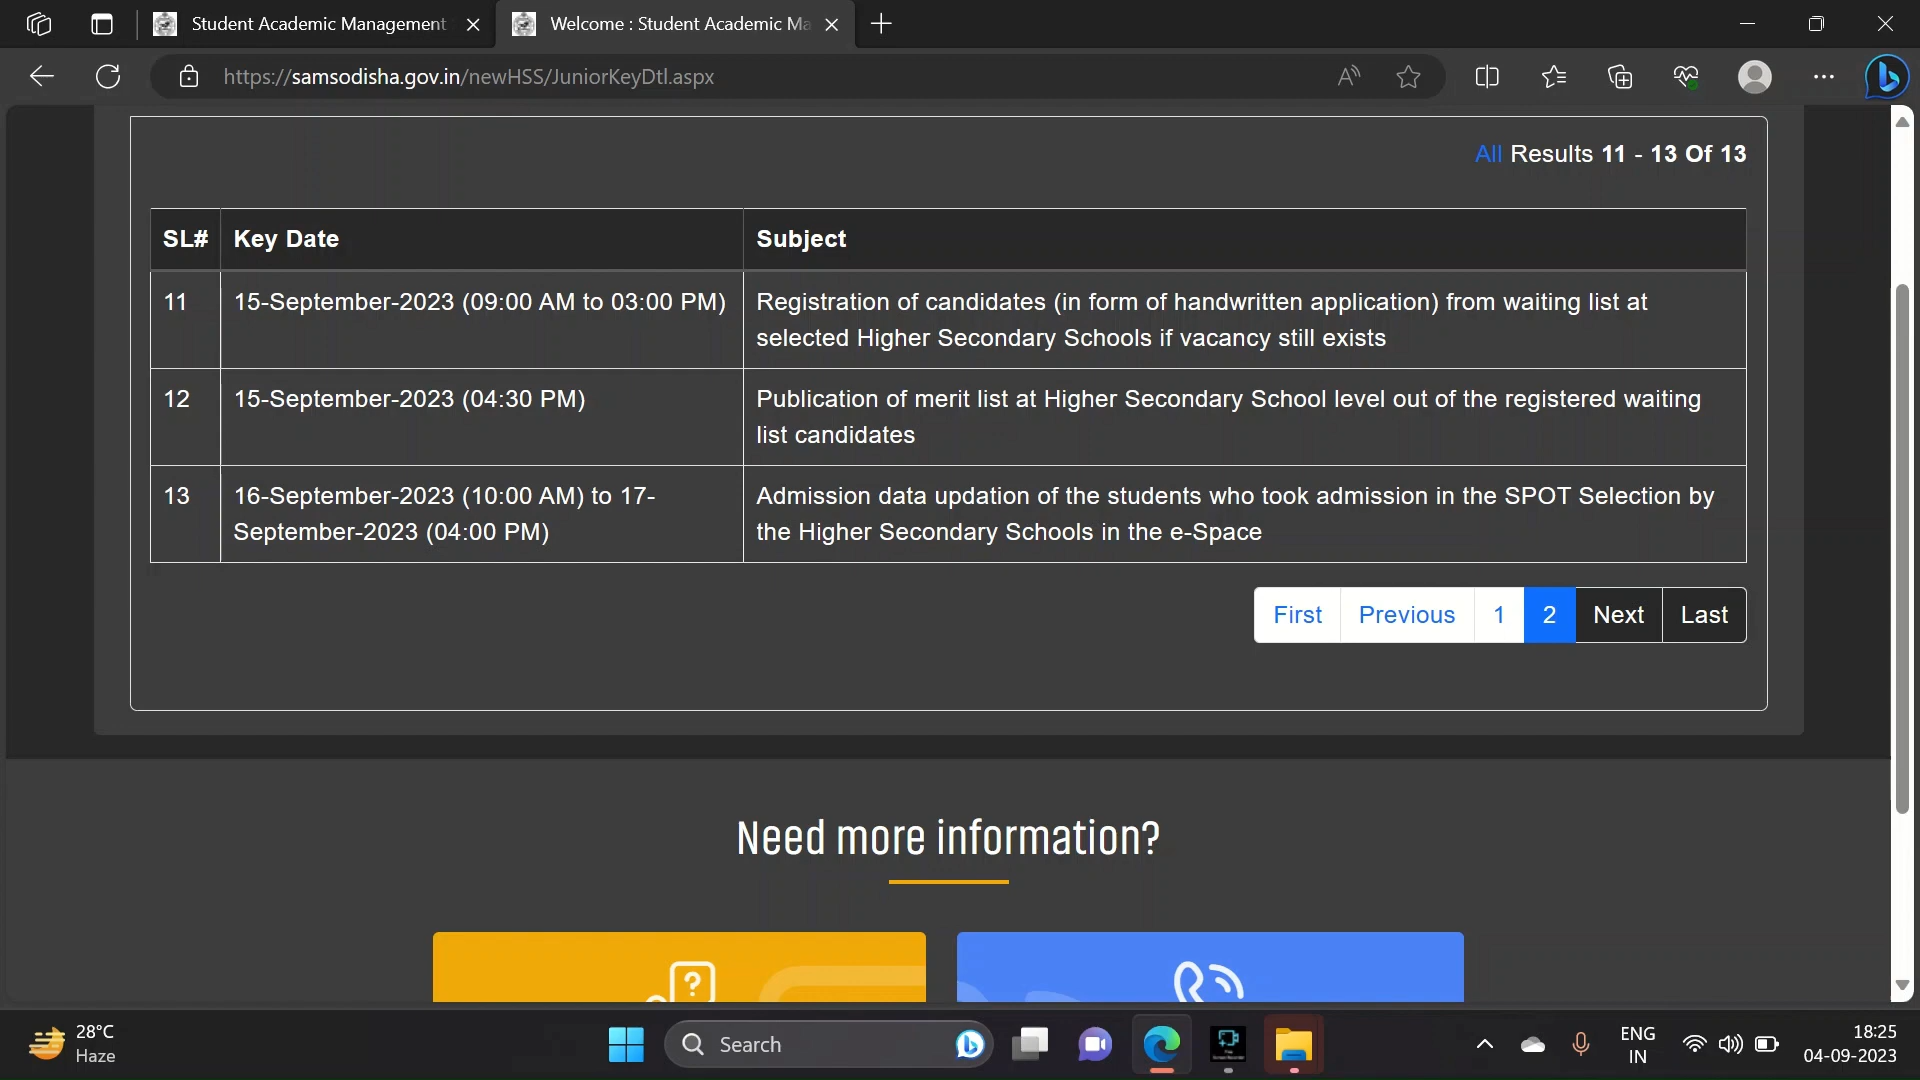 Student Academic Management
Welcome : Student Academic Ma
https://samsodisha.gov.in/newHSS/JuniorKeyDtl.aspx
All Results 11 - 13 Of 13
SL# Key Date Subject
11 15-September-2023 (09:00 AM to 03:00 PM) Registration of candidates (in form of handwritten application) from waiting list at
selected Higher Secondary Schools if vacancy still exists
12 15-September-2023 (04:30 PM) Publication of merit list at Higher Secondary School level out of the registered waiting
list candidates
13 16-September-2023 (10:00 AM) to 17- Admission data updation of the students who took admission in the SPOT Selection by
September-2023 (04:00 PM) the Higher Secondary Schools in the e-Space
First Previous 1 2 Next Last
Need more information?
28°C
Haze
Search
ENG
IN
18:25
04-09-2023